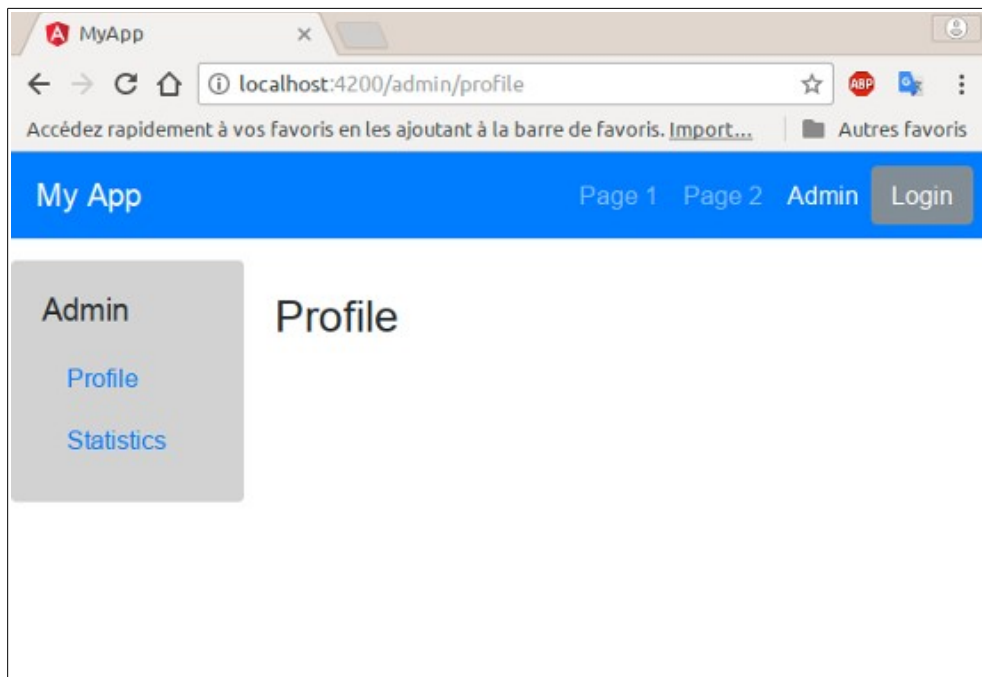 MyApp
localhost:4200/admin/profile
ABP
Accédez rapidement à vos favoris en les ajoutant à la barre de favoris. Import...
Autres favoris
My App
Page 1
Page 2
Admin
Login
Admin
Profile
Profile
Statistics